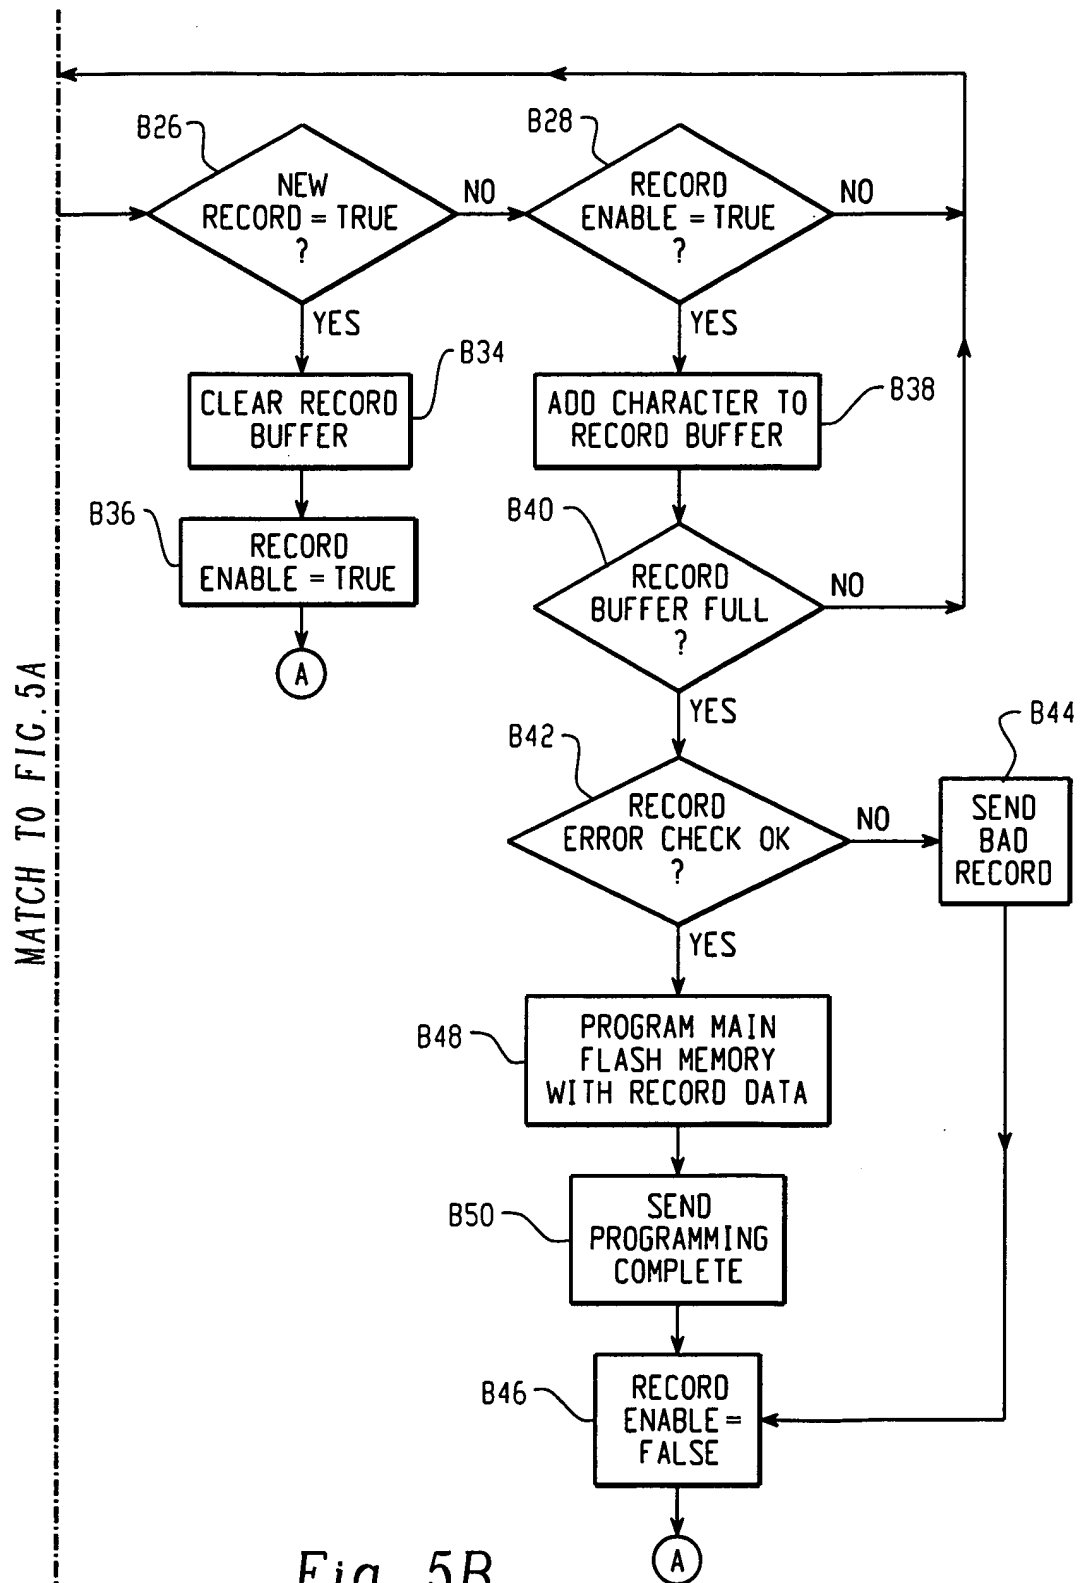 B26
NEW
RECORD = TRUE
?
NO
YES
B28
RECORD
ENABLE = TRUE
?
NO
YES
B34
CLEAR RECORD
BUFFER
B38
ADD CHARACTER TO
RECORD BUFFER
B36
RECORD
ENABLE = TRUE
A
B40
RECORD
BUFFER FULL
?
NO
YES
B42
RECORD
ERROR CHECK OK
?
NO
YES
B44
SEND
BAD
RECORD
B48
PROGRAM MAIN
FLASH MEMORY
WITH RECORD DATA
B50
SEND
PROGRAMMING
COMPLETE
B46
RECORD
ENABLE =
FALSE
A
MATCH TO FIG. 5A
Fig. 5B